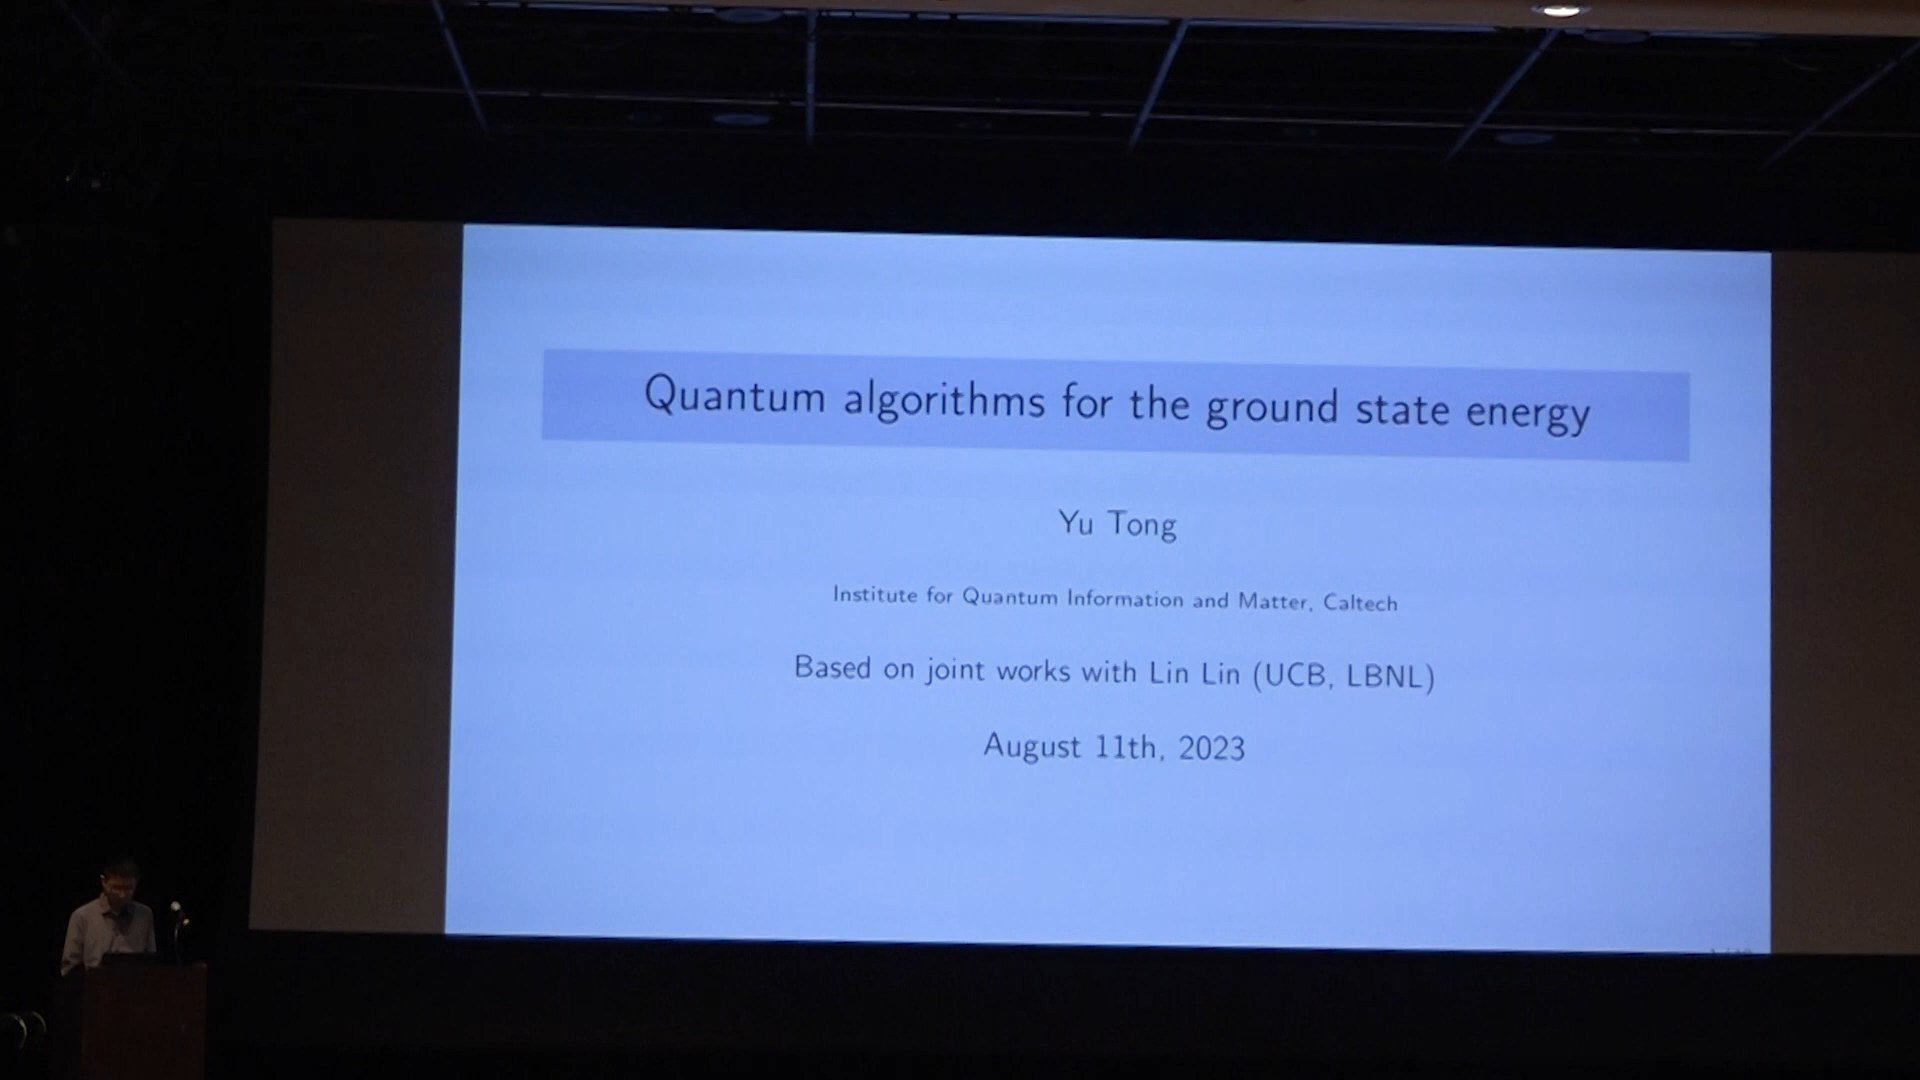 Quantum algorithms for the ground state energy
Yu Tong
Institute for Quantum Information and Matter, Caltech
Based on joint works with Lin Lin (UCB, LBNL)
August 11th, 2023